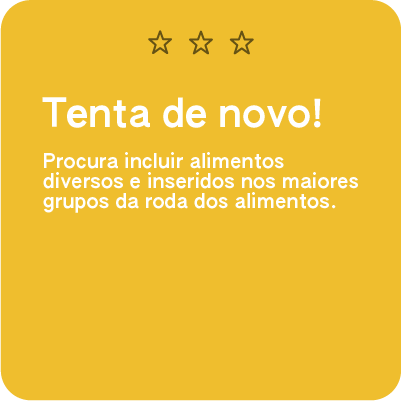 Tenta de novo!
Procura incluir alimentos
diversos e inseridos nos maiores
grupos da roda dos alimentos.